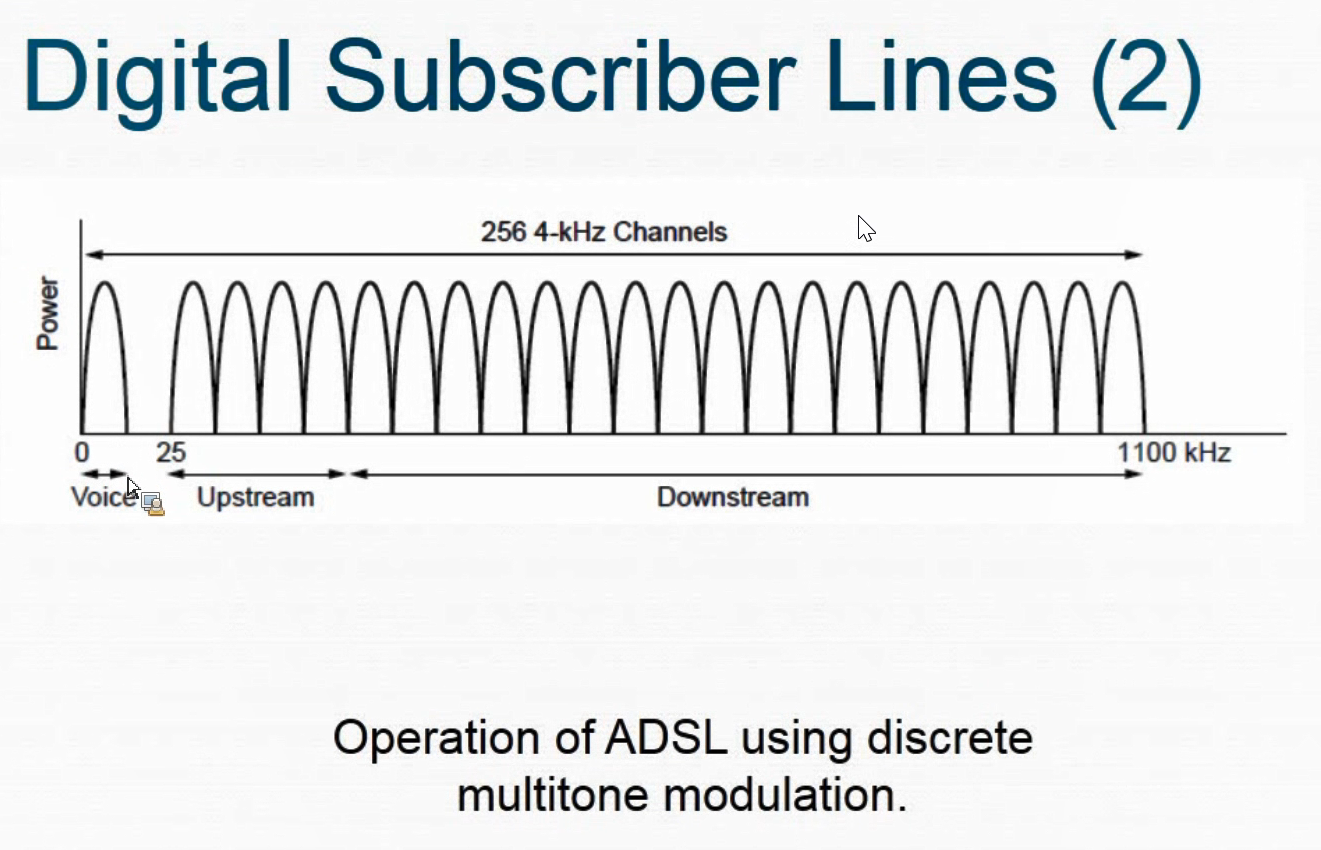 Digital Subscriber Lines (2)
256 4-kHz Channels
Power
0
25
1100 kHz
Voice
Upstream
Downstream
Operation of ADSL using discrete
multitone modulation.